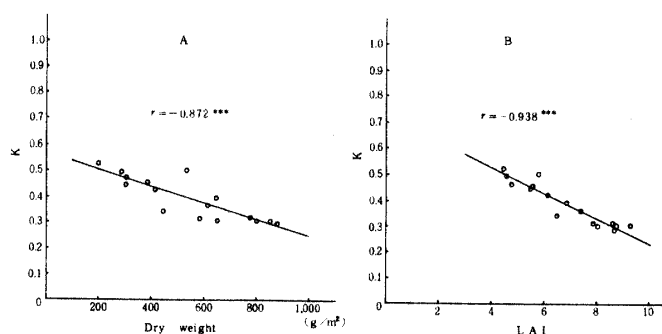 A
1.0
0.9
0.8
0.7
0.6
0.5
0.4
0.3
0.2
0.1
0
K
r = −0.872 ***
200 400 600 800 1,000
Dry weight (g/m²)
B
1.0
0.9
0.8
0.7
0.6
0.5
0.4
0.3
0.2
0.1
0
K
r = −0.938 ***
2 4 6 8 10
LAI